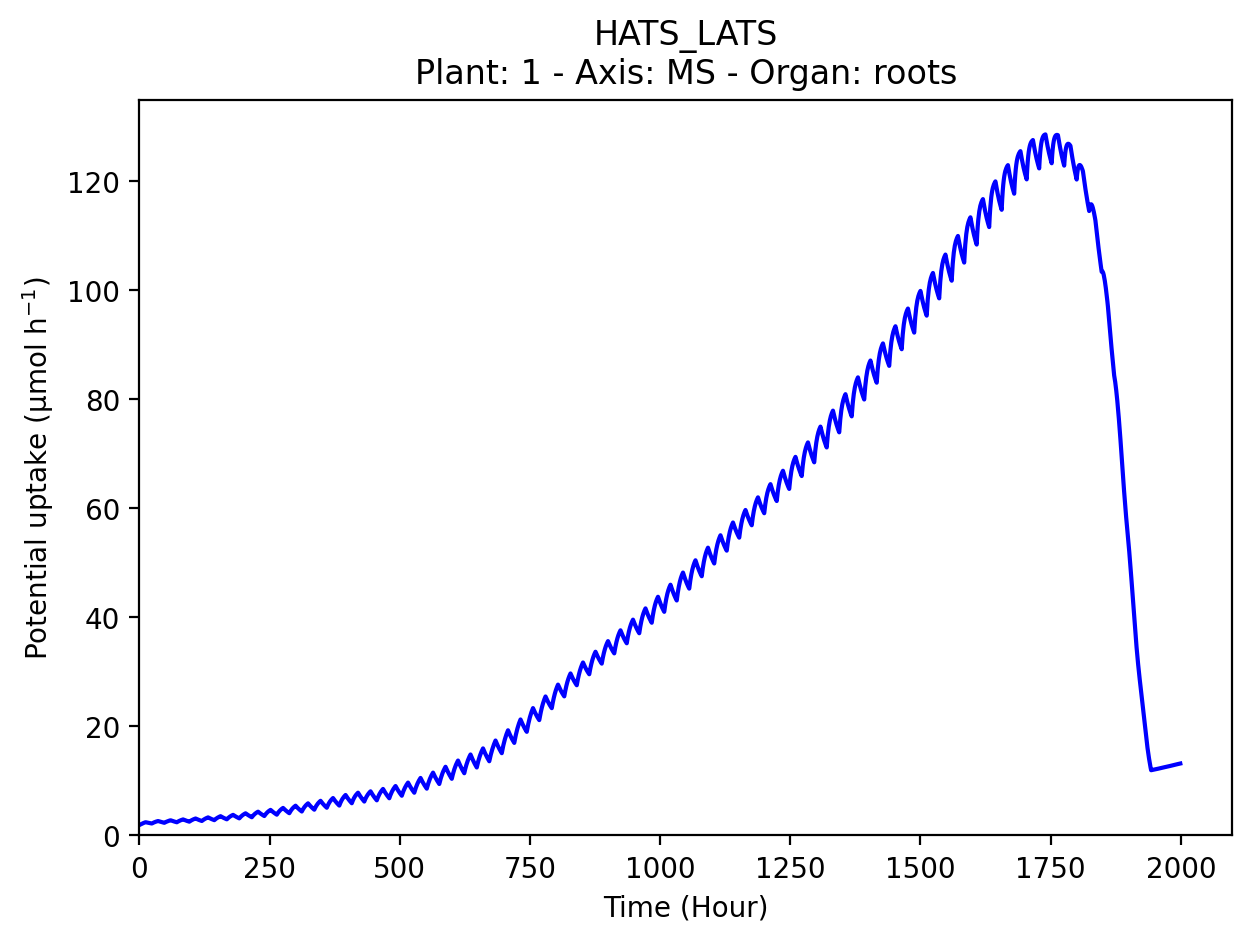 HATS_LATS
Plant: 1 - Axis: MS - Organ: roots
Potential uptake (µmol h⁻¹)
120
100
80
60
40
20
0
0 250 500 750 1000 1250 1500 1750 2000
Time (Hour)